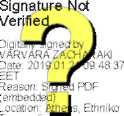 Signature Not
Verified
Digitally signed by
VARVARA ZACHARAKI
Date: 2019.01. 09:48:37
EET
Reason: Signed PDF
(embedded)
Location: Athens, Ethniko